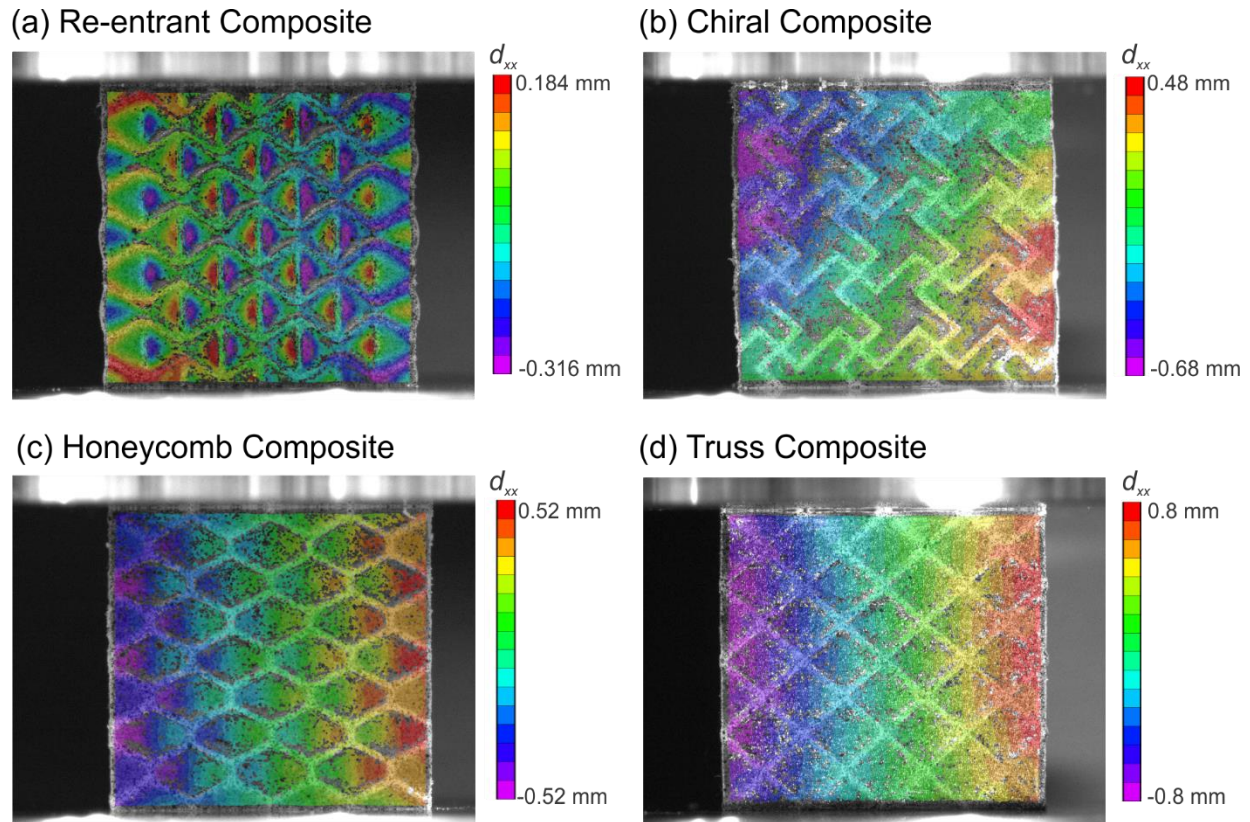 (a) Re-entrant Composite
d_xx
0.184 mm
-0.316 mm
(b) Chiral Composite
d_xx
0.48 mm
-0.68 mm
(c) Honeycomb Composite
d_xx
0.52 mm
-0.52 mm
(d) Truss Composite
d_xx
0.8 mm
-0.8 mm